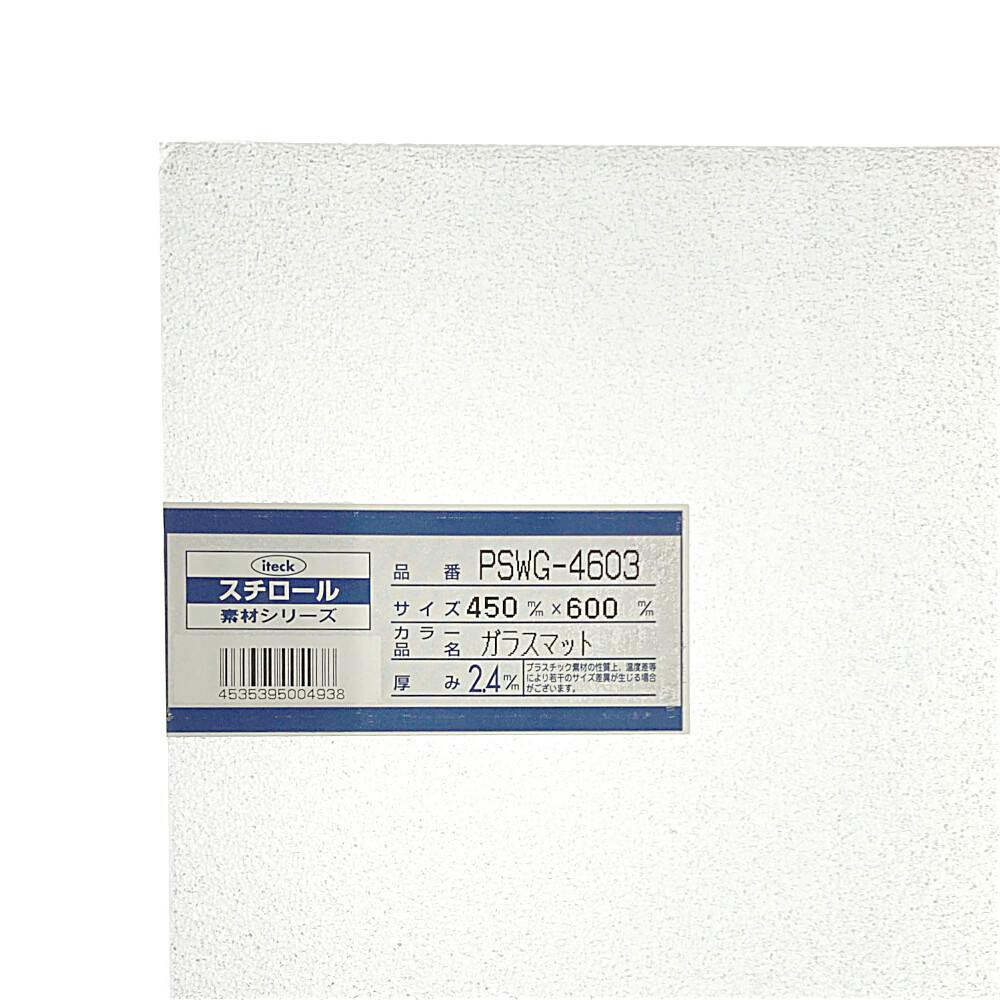 iteck
スチロール
素材シリーズ
4535395004938
品番 PSWG-4603
サイズ 450 m/m × 600 m/m
カラー
品名 ガラスマット
厚み 2.4 m/m
プラスチック素材の性質上、温度差等
により若干のサイズ差異が生じる場合
がございます。